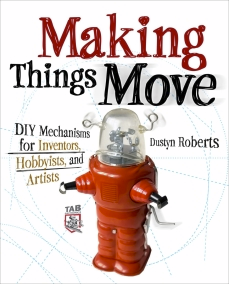 Making
Things Move
DIY Mechanisms
for Inventors,
Hobbyists, and
Artists
Dustyn Roberts
TAB